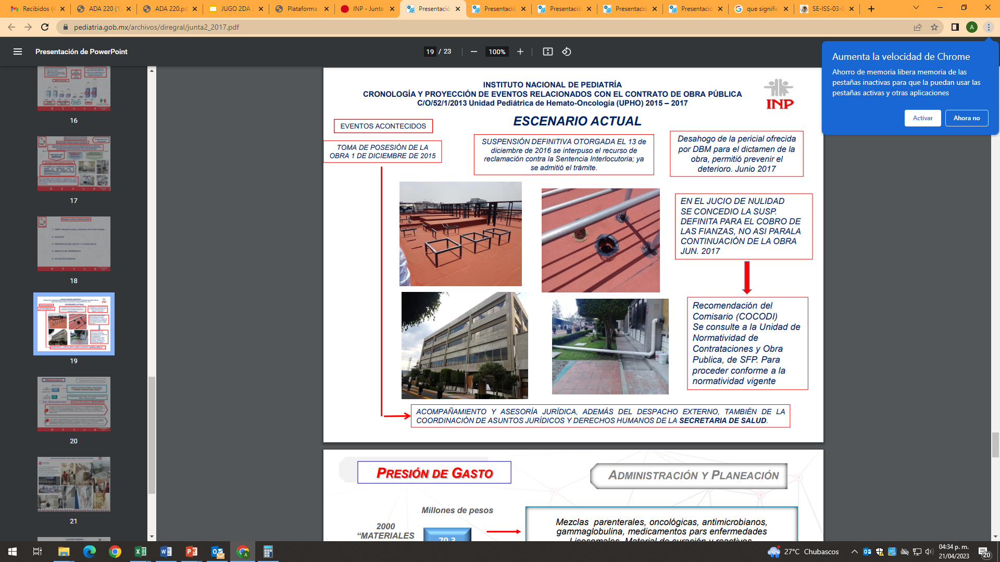 Recibidos (4
ADA 220 (1)
ADA 220.pd
JUGO 2DA
Plataforma
INP - Junta
Presentació
Presentació
Presentació
Presentació
Presentació
que signific
SE-ISS-03-0
pediatria.gob.mx/archivos/diregral/junta2_2017.pdf
A
Presentación de PowerPoint
19 / 23
100%
Aumenta la velocidad de Chrome
Ahorro de memoria libera memoria de las
pestañas inactivas para que la puedan usar las
pestañas activas y otras aplicaciones
Activar
Ahora no
16
17
18
19
20
21
INSTITUTO NACIONAL DE PEDIATRÍA
CRONOLOGÍA Y PROYECCIÓN DE EVENTOS RELACIONADOS CON EL CONTRATO DE OBRA PÚBLICA
C/O/52/1/2013 Unidad Pediátrica de Hemato-Oncología (UPHO) 2015 – 2017
INP
ESCENARIO ACTUAL
EVENTOS ACONTECIDOS
TOMA DE POSESIÓN DE LA
OBRA 1 DE DICIEMBRE DE 2015
SUSPENSIÓN DEFINITIVA OTORGADA EL 13 de
diciembre de 2016 se interpuso el recurso de
reclamación contra la Sentencia Interlocutoria; ya
se admitió el trámite.
Desahogo de la pericial ofrecida
por DBM para el dictamen de la
obra, permitió prevenir el
deterioro. Junio 2017
EN EL JUCIO DE NULIDAD
SE CONCEDIO LA SUSP.
DEFINITA PARA EL COBRO DE
LAS FIANZAS, NO ASI PARALA
CONTINUACIÓN DE LA OBRA
JUN. 2017
Recomendación del
Comisario (COCODI)
Se consulte a la Unidad de
Normatividad de
Contrataciones y Obra
Publica, de SFP. Para
proceder conforme a la
normatividad vigente
ACOMPAÑAMIENTO Y ASESORÍA JURÍDICA, ADEMÁS DEL DESPACHO EXTERNO, TAMBIÉN DE LA
COORDINACIÓN DE ASUNTOS JURÍDICOS Y DERECHOS HUMANOS DE LA SECRETARIA DE SALUD.
PRESIÓN DE GASTO
ADMINISTRACIÓN Y PLANEACIÓN
Millones de pesos
2000
“MATERIALES
70.3
Mezclas parenterales, oncológicas, antimicrobianos,
gammaglobulina, medicamentos pars enfermedades
Lisosomales, Material de curación y reactivos
27°C Chubascos
04:34 p. m.
21/04/2023
20